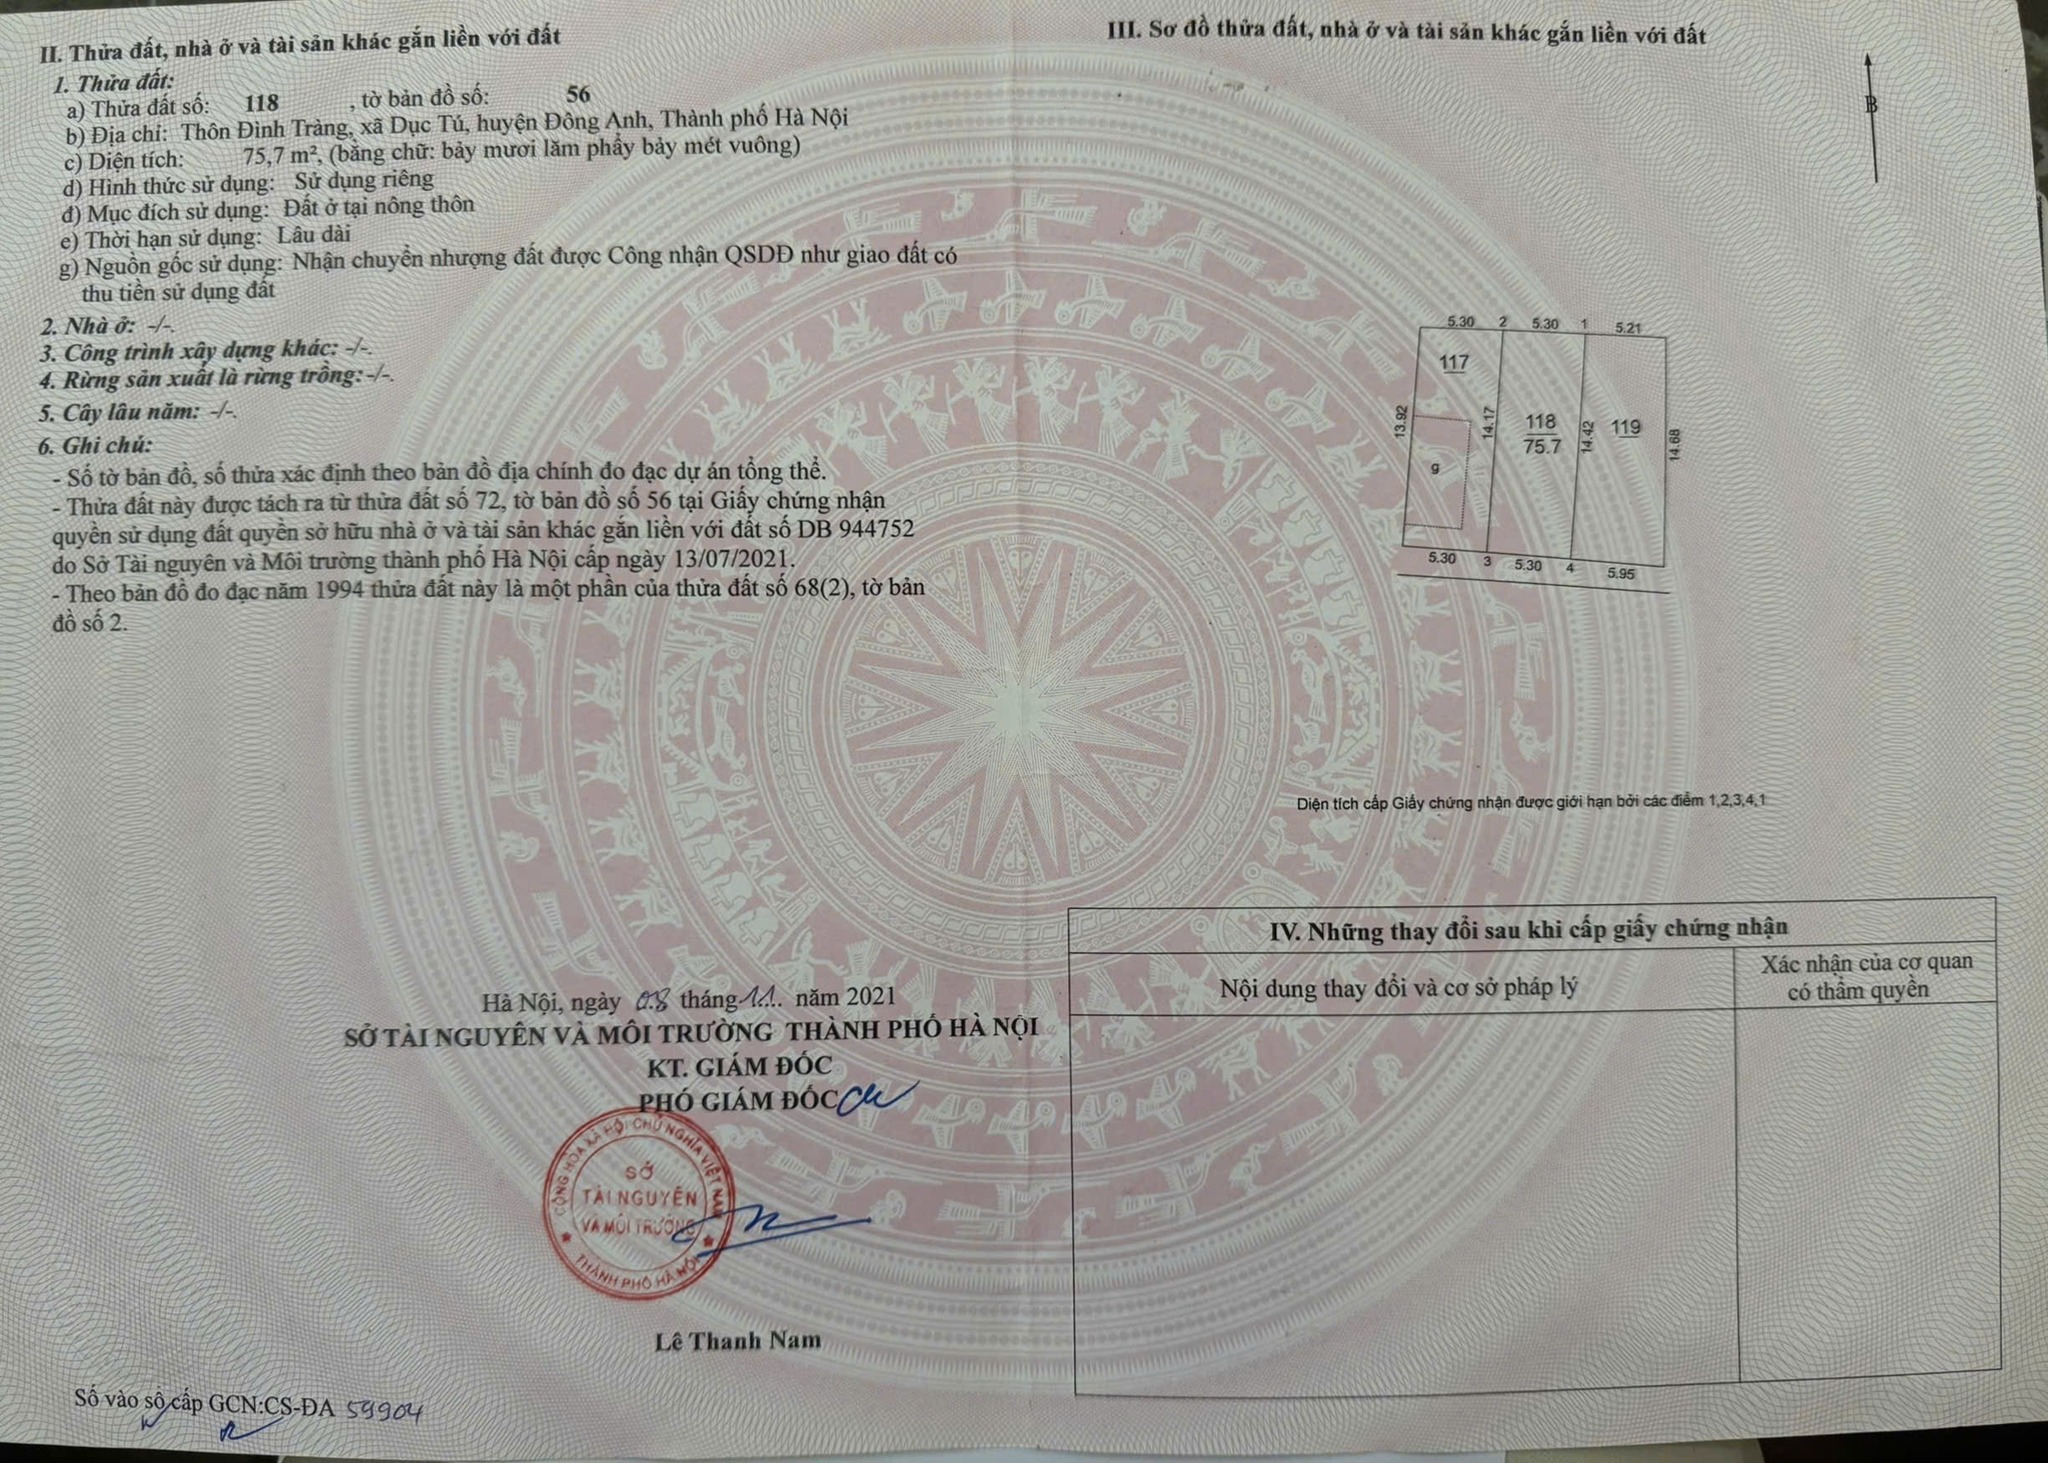 II. Thửa đất, nhà ở và tài sản khác gắn liền với đất
1. Thửa đất:
a) Thửa đất số: 118 , tờ bản đồ số: 56
b) Địa chỉ: Thôn Đình Tràng, xã Dục Tú, huyện Đông Anh, Thành phố Hà Nội
c) Diện tích: 75,7 m², (bằng chữ: bảy mươi lăm phẩy bảy mét vuông)
d) Hình thức sử dụng: Sử dụng riêng
đ) Mục đích sử dụng: Đất ở tại nông thôn
e) Thời hạn sử dụng: Lâu dài
g) Nguồn gốc sử dụng: Nhận chuyển nhượng đất được Công nhận QSDĐ như giao đất có
thu tiền sử dụng đất
2. Nhà ở: -/-.
3. Công trình xây dựng khác: -/-.
4. Rừng sản xuất là rừng trồng: -/-.
5. Cây lâu năm: -/-.
6. Ghi chú:
- Số tờ bản đồ, số thửa xác định theo bản đồ địa chính đo đạc dự án tổng thể.
- Thửa đất này được tách ra từ thửa đất số 72, tờ bản đồ số 56 tại Giấy chứng nhận
quyền sử dụng đất quyền sở hữu nhà ở và tài sản khác gắn liền với đất số DB 944752
do Sở Tài nguyên và Môi trường thành phố Hà Nội cấp ngày 13/07/2021.
- Theo bản đồ đo đạc năm 1994 thửa đất này là một phần của thửa đất số 68(2), tờ bản
đồ số 2.
Hà Nội, ngày 08 tháng 11 năm 2021
SỞ TÀI NGUYÊN VÀ MÔI TRƯỜNG THÀNH PHỐ HÀ NỘI
KT. GIÁM ĐỐC
PHÓ GIÁM ĐỐC
CỘNG HÒA XÃ HỘI CHỦ NGHĨA VIỆT NAM
SỞ
TÀI NGUYÊN
VÀ MÔI TRƯỜNG
THÀNH PHỐ HÀ NỘI
Lê Thanh Nam
Số vào sổ cấp GCN:CS-ĐA 59904
III. Sơ đồ thửa đất, nhà ở và tài sản khác gắn liền với đất
B
5.30 2 5.30 1 5.21
117
13.92 14.17 118 14.42 119 14.68
75.7
g
5.30 3 5.30 4 5.95
Diện tích cấp Giấy chứng nhận được giới hạn bởi các điểm 1,2,3,4,1
IV. Những thay đổi sau khi cấp giấy chứng nhận
Nội dung thay đổi và cơ sở pháp lý
Xác nhận của cơ quan
có thẩm quyền